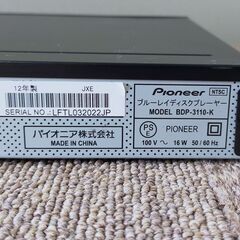 12年製 JXE
SERIAL NO : LFTL032022JP
パイオニア株式会社
MADE IN CHINA
Pioneer NTSC
ブルーレイディスクプレーヤー
MODEL BDP-3110-K
PS E PIONEER
100 V ～ 16 W 50 / 60 Hz